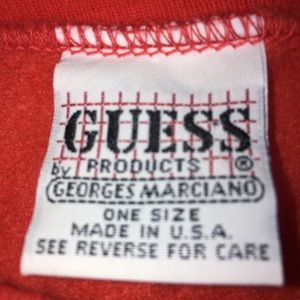 GUESS
by PRODUCTS ®
GEORGES MARCIANO
ONE SIZE
MADE IN U.S.A.
SEE REVERSE FOR CARE